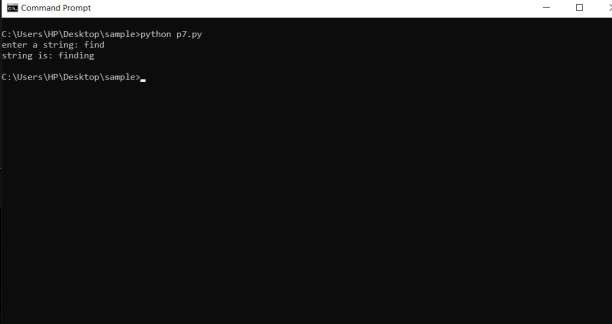 Command Prompt
C:\Users\HP\Desktop\sample>python p7.py
enter a string: find
string is: finding
C:\Users\HP\Desktop\sample>